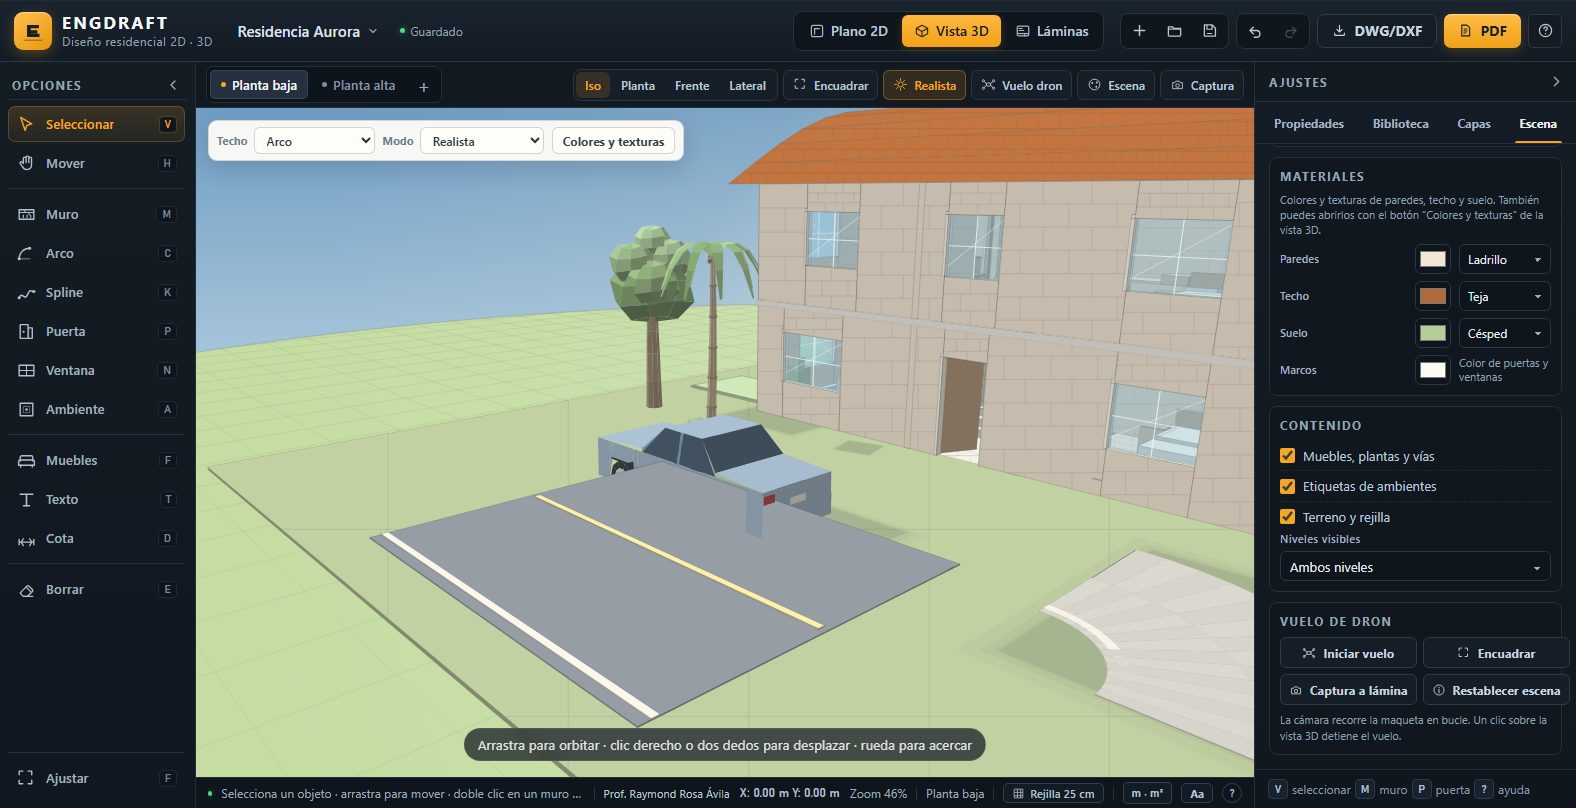 E
ENGDRAFT
Diseño residencial 2D · 3D
Residencia Aurora
Guardado
Plano 2D
Vista 3D
Láminas
DWG/DXF
PDF
OPCIONES
Seleccionar V
Mover H
Muro M
Arco C
Spline K
Puerta P
Ventana N
Ambiente A
Muebles F
Texto T
Cota D
Borrar E
Ajustar F
Planta baja
Planta alta
+
Iso
Planta
Frente
Lateral
Encuadrar
Realista
Vuelo dron
Escena
Captura
Techo Arco Modo Realista Colores y texturas
Arrastra para orbitar · clic derecho o dos dedos para desplazar · rueda para acercar
Selecciona un objeto · arrastra para mover · doble clic en un muro ...
Prof. Raymond Rosa Ávila
X: 0.00 m Y: 0.00 m
Zoom 46%
Planta baja
Rejilla 25 cm
m · m²
Aa
?
AJUSTES
Propiedades
Biblioteca
Capas
Escena
MATERIALES
Colores y texturas de paredes, techo y suelo. También
puedes abrirlos con el botón “Colores y texturas” de la
vista 3D.
Paredes Ladrillo
Techo Teja
Suelo Césped
Marcos Color de puertas y
ventanas
CONTENIDO
Muebles, plantas y vías
Etiquetas de ambientes
Terreno y rejilla
Niveles visibles
Ambos niveles
VUELO DE DRON
Iniciar vuelo
Encuadrar
Captura a lámina
Restablecer escena
La cámara recorre la maqueta en bucle. Un clic sobre la
vista 3D detiene el vuelo.
V seleccionar M muro P puerta ? ayuda